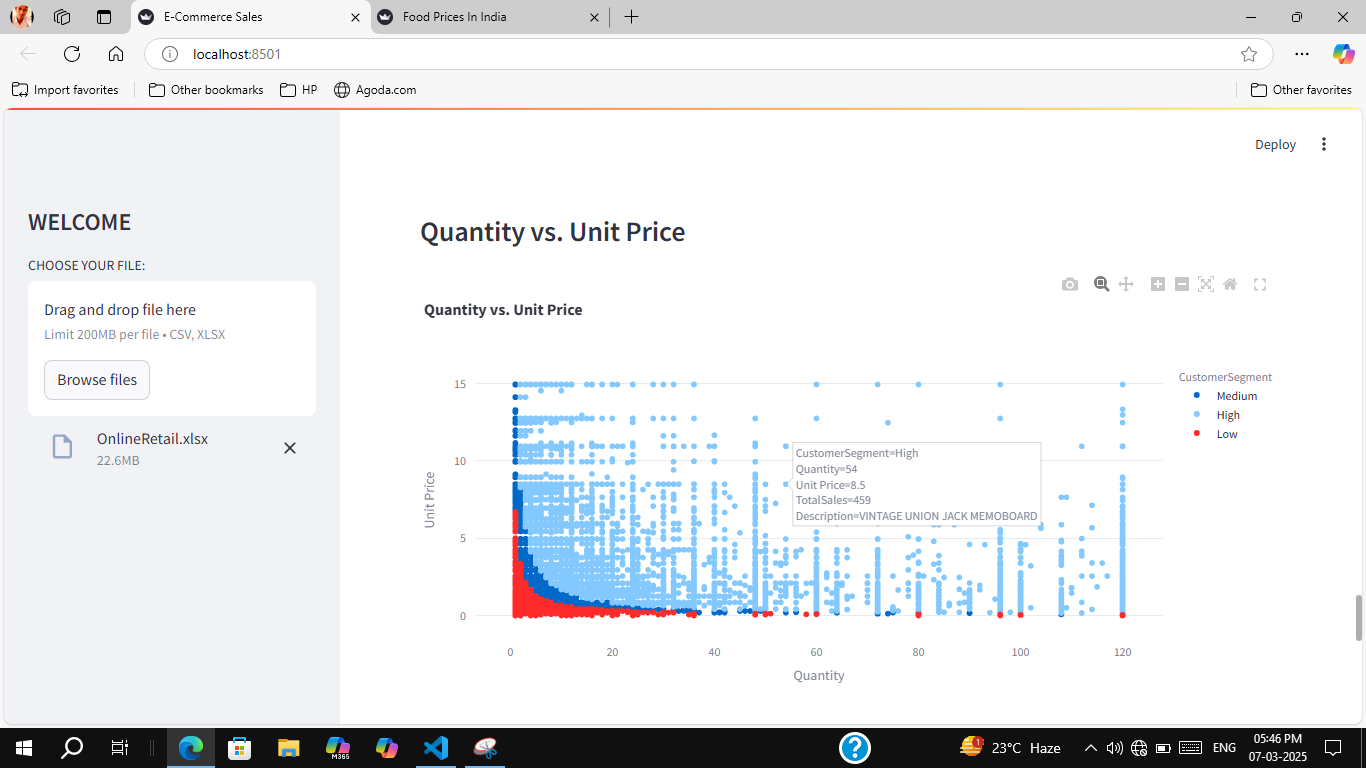 E-Commerce Sales
Food Prices In India
localhost:8501
Import favorites
Other bookmarks
HP
Agoda.com
Other favorites
Deploy
WELCOME
CHOOSE YOUR FILE:
Drag and drop file here
Limit 200MB per file • CSV, XLSX
Browse files
OnlineRetail.xlsx
22.6MB
Quantity vs. Unit Price
Quantity vs. Unit Price
CustomerSegment
Medium
High
Low
15
10
5
0
Unit Price
CustomerSegment=High
Quantity=54
Unit Price=8.5
TotalSales=459
Description=VINTAGE UNION JACK MEMOBOARD
0 20 40 60 80 100 120
Quantity
M365
?
1
23°C Haze
ENG
05:46 PM
07-03-2025